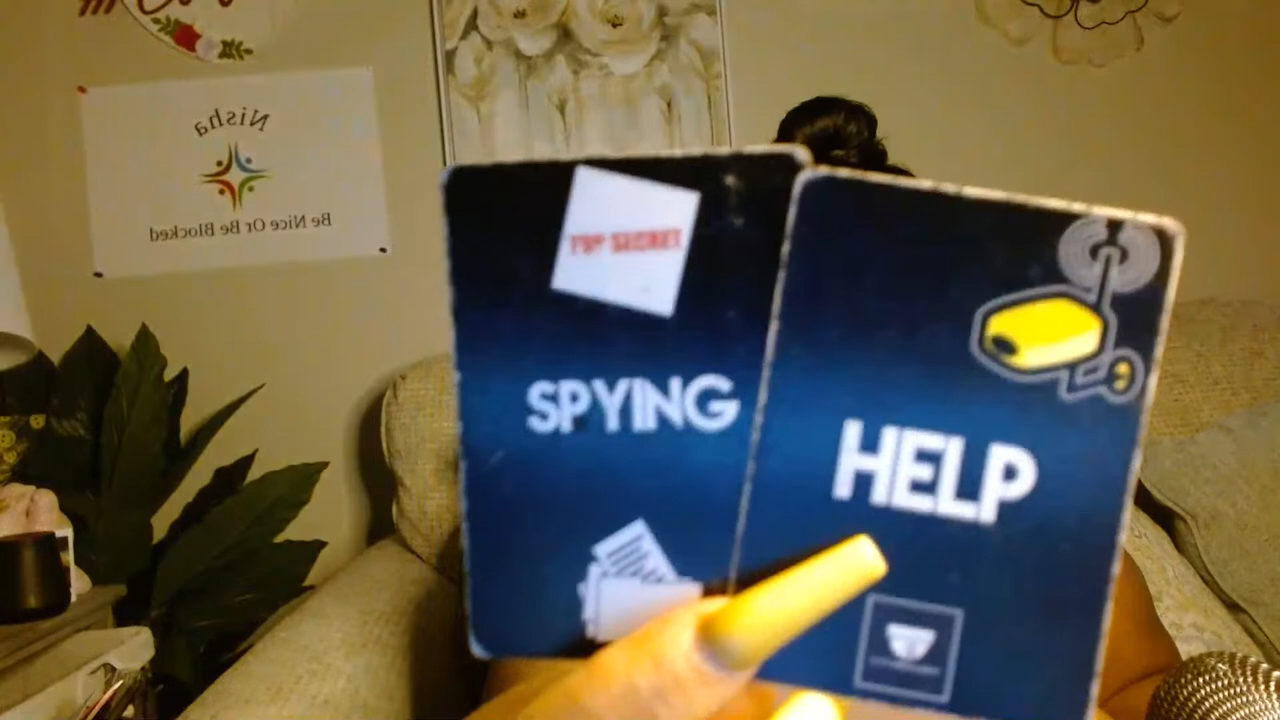 Nisha
Be Nice Or Be Blocked
TOP SECRET
SPYING
HELP